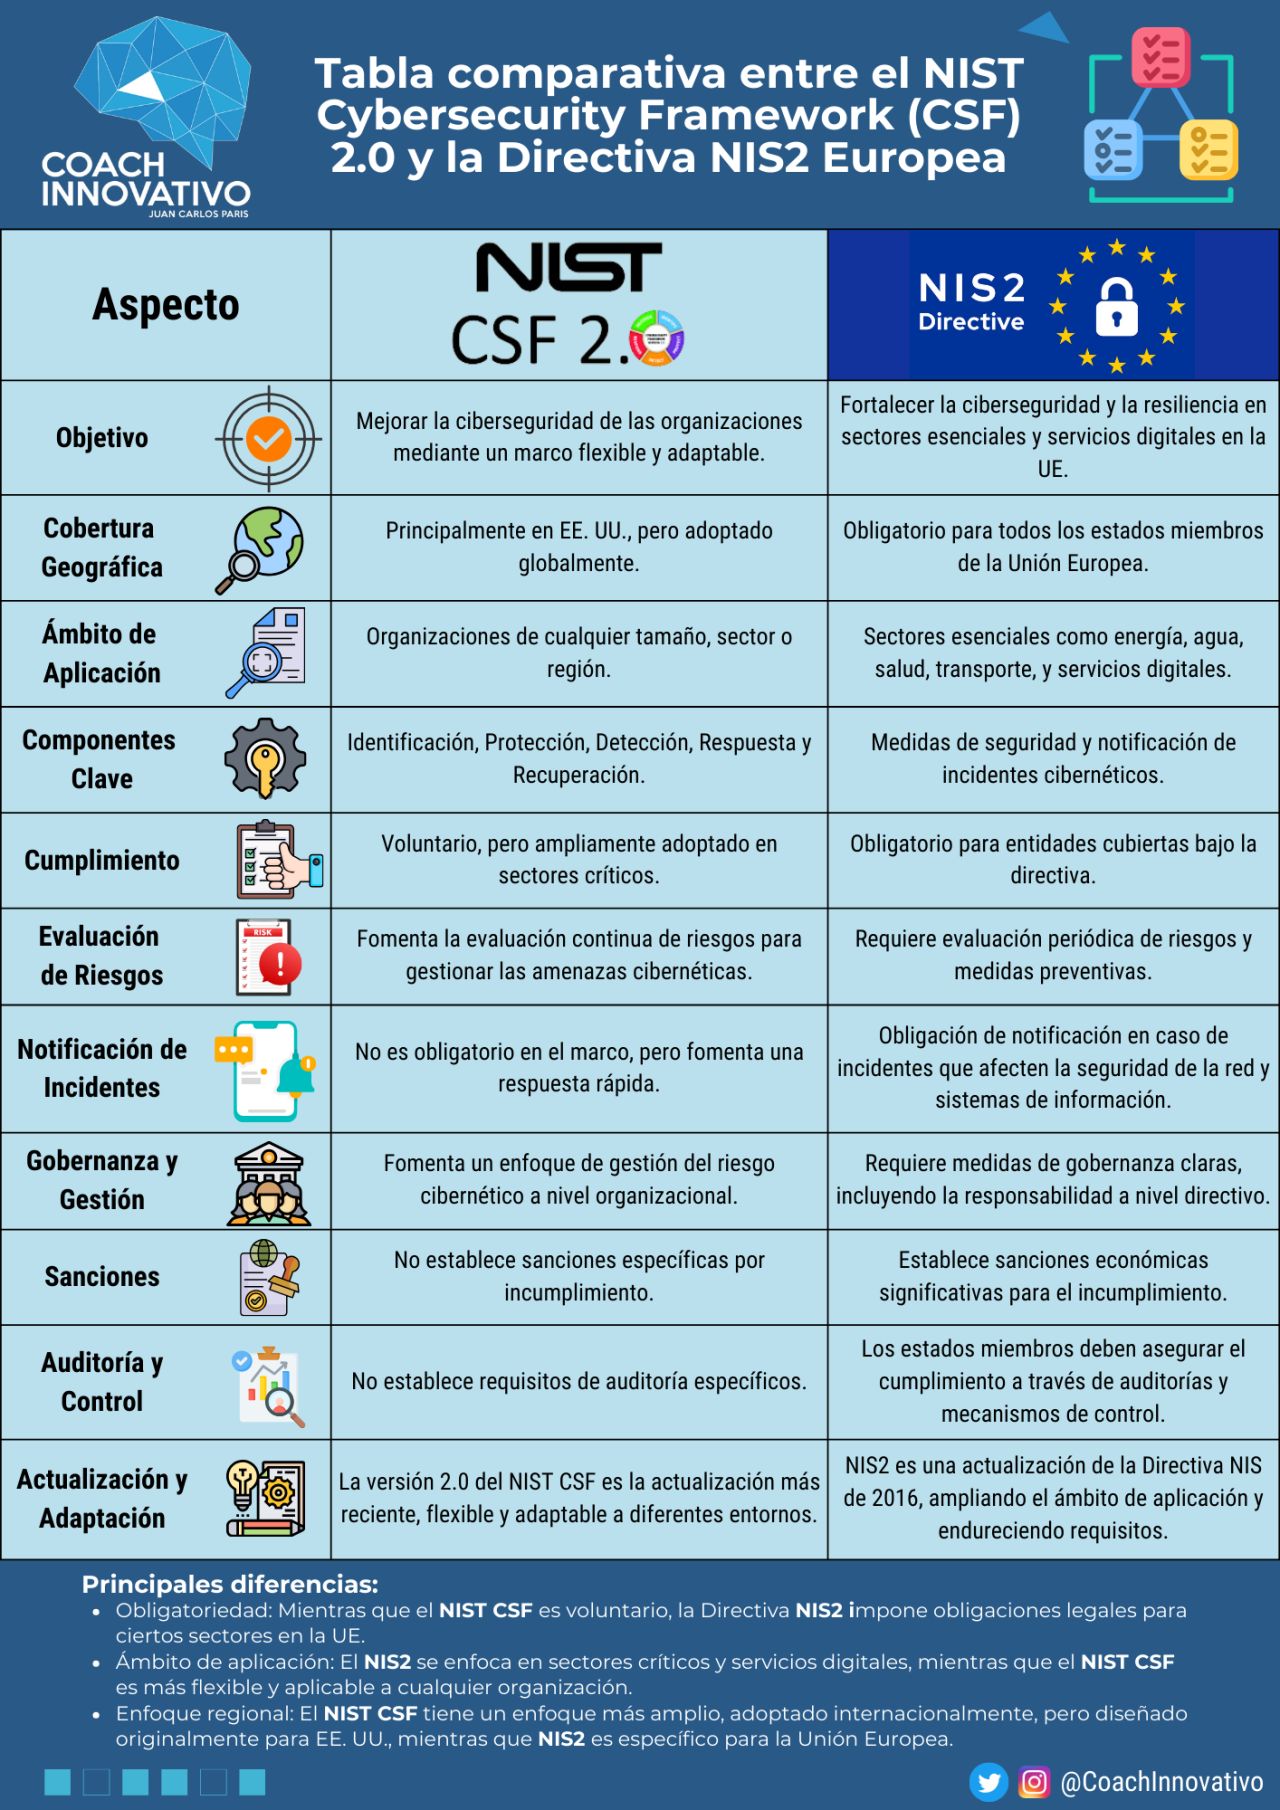 COACH
INNOVATIVO
JUAN CARLOS PARIS
Tabla comparativa entre el NIST
Cybersecurity Framework (CSF)
2.0 y la Directiva NIS2 Europea
Aspecto
NIST
CSF 2.
NIS2
Directive
Objetivo
Mejorar la ciberseguridad de las organizaciones
mediante un marco flexible y adaptable.
Fortalecer la ciberseguridad y la resiliencia en
sectores esenciales y servicios digitales en la
UE.
Cobertura
Geográfica
Principalmente en EE. UU., pero adoptado
globalmente.
Obligatorio para todos los estados miembros
de la Unión Europea.
Ámbito de
Aplicación
Organizaciones de cualquier tamaño, sector o
región.
Sectores esenciales como energía, agua,
salud, transporte, y servicios digitales.
Componentes
Clave
Identificación, Protección, Detección, Respuesta y
Recuperación.
Medidas de seguridad y notificación de
incidentes cibernéticos.
Cumplimiento
Voluntario, pero ampliamente adoptado en
sectores críticos.
Obligatorio para entidades cubiertas bajo la
directiva.
Evaluación
de Riesgos
RISK
Fomenta la evaluación continua de riesgos para
gestionar las amenazas cibernéticas.
Requiere evaluación periódica de riesgos y
medidas preventivas.
Notificación de
Incidentes
No es obligatorio en el marco, pero fomenta una
respuesta rápida.
Obligación de notificación en caso de
incidentes que afecten la seguridad de la red y
sistemas de información.
Gobernanza y
Gestión
Fomenta un enfoque de gestión del riesgo
cibernético a nivel organizacional.
Requiere medidas de gobernanza claras,
incluyendo la responsabilidad a nivel directivo.
Sanciones
No establece sanciones específicas por
incumplimiento.
Establece sanciones económicas
significativas para el incumplimiento.
Auditoría y
Control
No establece requisitos de auditoría específicos.
Los estados miembros deben asegurar el
cumplimiento a través de auditorías y
mecanismos de control.
Actualización y
Adaptación
La versión 2.0 del NIST CSF es la actualización más
reciente, flexible y adaptable a diferentes entornos.
NIS2 es una actualización de la Directiva NIS
de 2016, ampliando el ámbito de aplicación y
endureciendo requisitos.
Principales diferencias:
• Obligatoriedad: Mientras que el NIST CSF es voluntario, la Directiva NIS2 impone obligaciones legales para
ciertos sectores en la UE.
• Ámbito de aplicación: El NIS2 se enfoca en sectores críticos y servicios digitales, mientras que el NIST CSF
es más flexible y aplicable a cualquier organización.
• Enfoque regional: El NIST CSF tiene un enfoque más amplio, adoptado internacionalmente, pero diseñado
originalmente para EE. UU., mientras que NIS2 es específico para la Unión Europea.
@CoachInnovativo